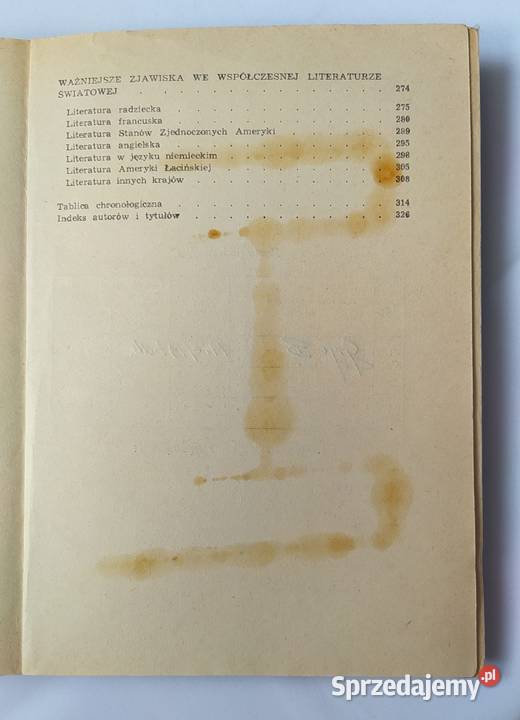 WAŻNIEJSZE ZJAWISKA WE WSPÓŁCZESNEJ LITERATURZE
ŚWIATOWEJ . . . . . . . . . . . . 274
Literatura radziecka . . . . . . . . . . . 275
Literatura francuska . . . . . . . . . . . 280
Literatura Stanów Zjednoczonych Ameryki . . . . . . 289
Literatura angielska . . . . . . . . . . . 295
Literatura w języku niemieckim . . . . . . . . 298
Literatura Ameryki Łacińskiej . . . . . . . . . 305
Literatura innych krajów . . . . . . . . . . 308
Tablica chronologiczna . . . . . . . . . . . 314
Indeks autorów i tytułów . . . . . . . . . . 326
Sprzedajemy.pl